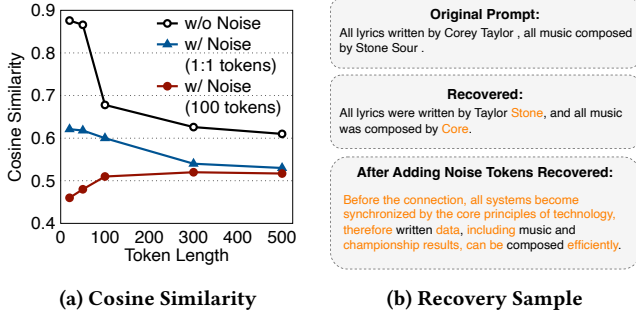 0.9
0.8
0.7
0.6
0.5
0.4
Cosine Similarity
w/o Noise
w/ Noise
(1:1 tokens)
w/ Noise
(100 tokens)
0 100 200 300 400 500
Token Length
(a) Cosine Similarity
Original Prompt:
All lyrics written by Corey Taylor , all music composed
by Stone Sour .
Recovered:
All lyrics were written by Taylor Stone, and all music
was composed by Core.
After Adding Noise Tokens Recovered:
Before the connection, all systems become
synchronized by the core principles of technology,
therefore written data, including music and
championship results, can be composed efficiently.
(b) Recovery Sample